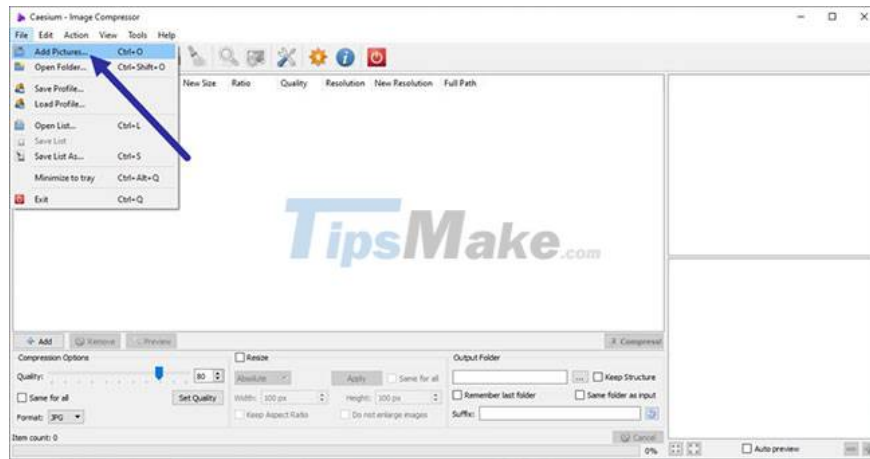 Caesium - Image Compressor
File Edit Action View Tools Help
Add Pictures... Ctrl+O
Open Folder... Ctrl+Shift+O
Save Profile...
Load Profile...
Open List... Ctrl+L
Save List
Save List As... Ctrl+S
Minimize to tray Ctrl+Alt+Q
Exit Ctrl+Q
New Size Ratio Quality Resolution New Resolution Full Path
TipsMake.com
Add Remove Preview Compress!
Compression Options
Quality: 80
Same for all Set Quality
Format: JPG
Resize
Absolute Apply Same for all
Width: 100 px Height: 100 px
Keep Aspect Ratio Do not enlarge images
Output Folder
... Keep Structure
Remember last folder Same folder as input
Suffix:
Item count: 0 Cancel
0% Auto preview